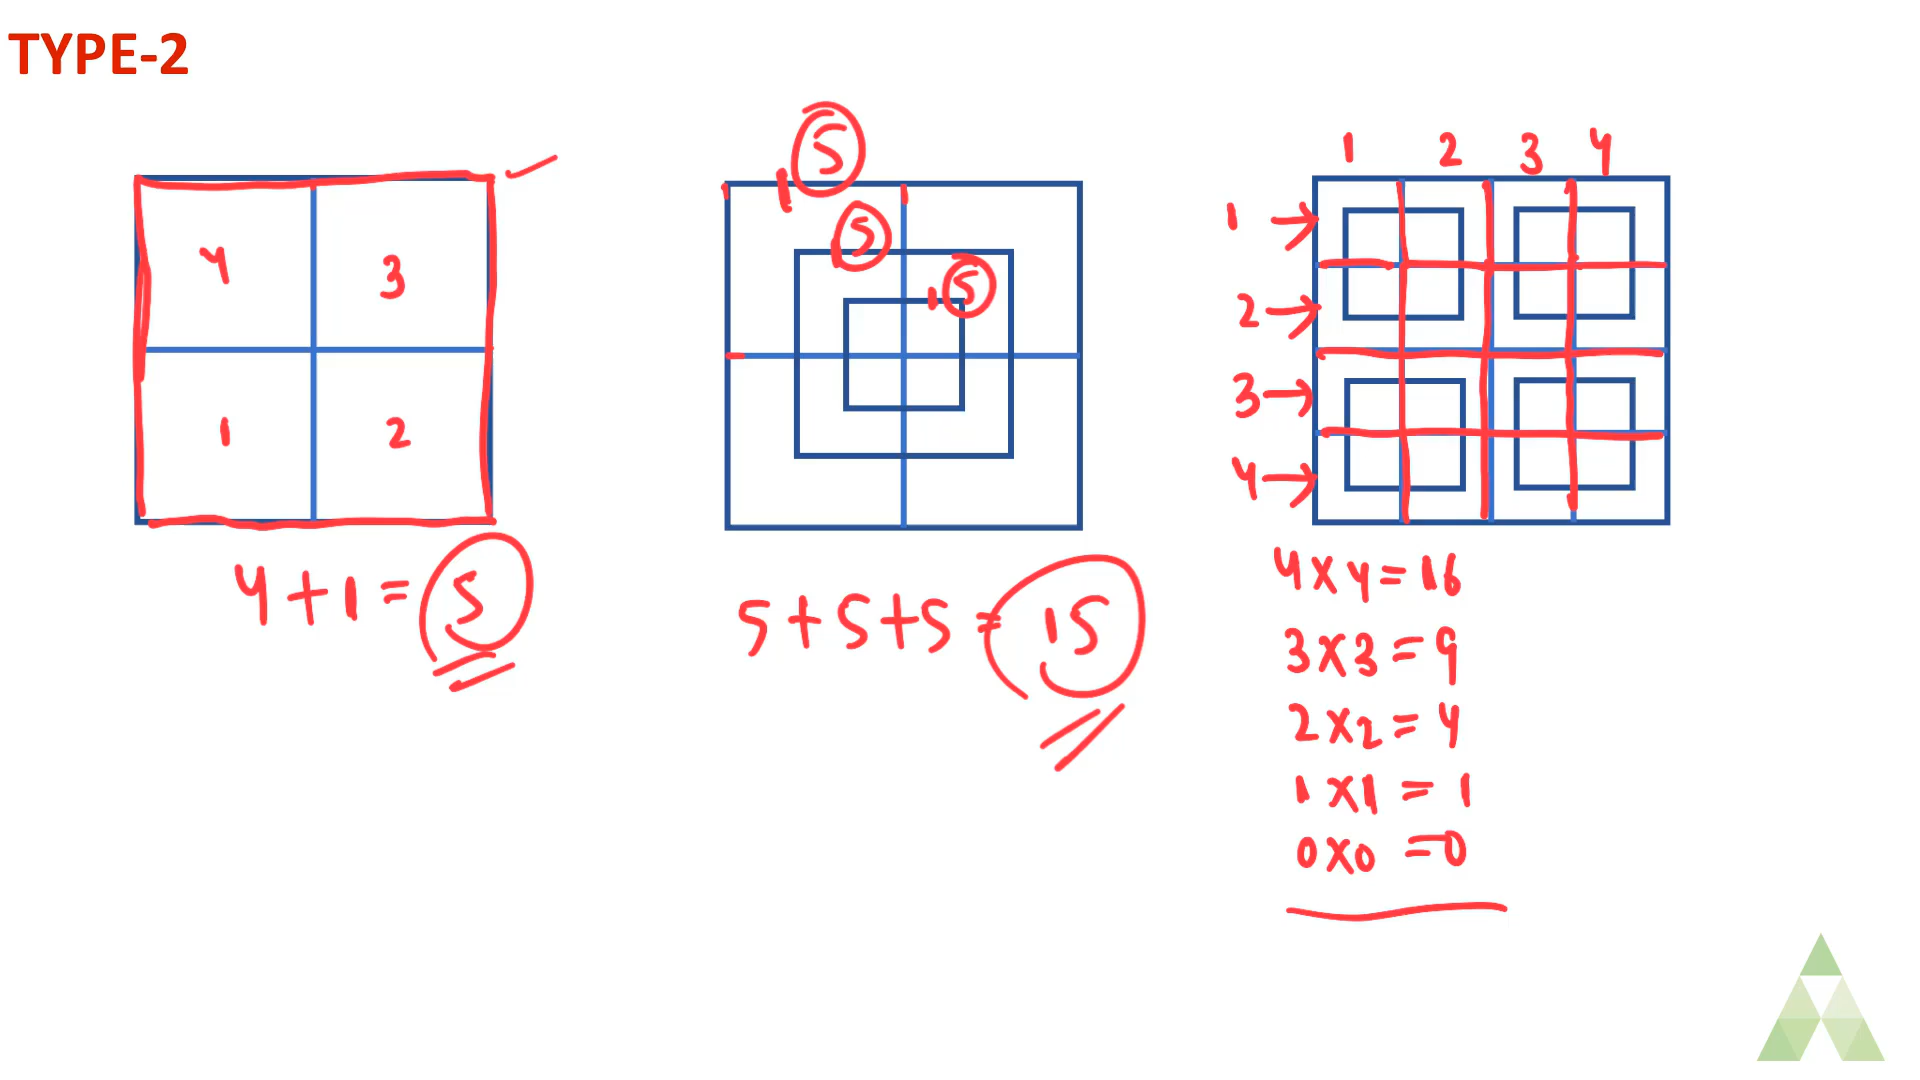 TYPE-2
4 3
1 2
4+1=5
5
5
5
5+5+5=15
1 2 3 4
1
2
3
4
4x4=16
3x3=9
2x2=4
1x1=1
0x0=0